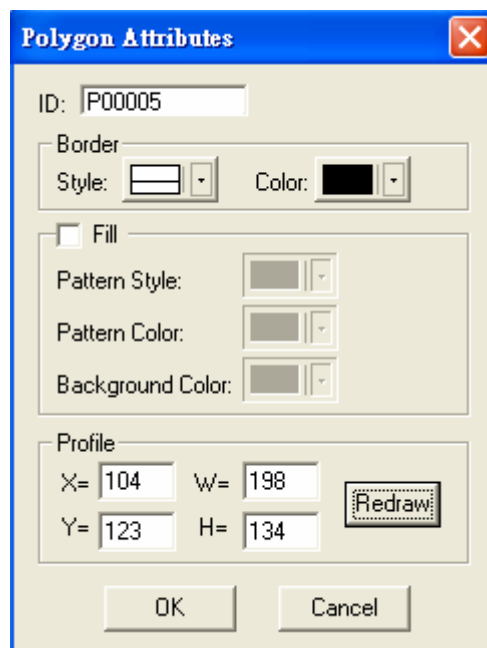 Polygon Attributes
ID: P00005
Border
Style: Color:
Fill
Pattern Style:
Pattern Color:
Background Color:
Profile
X= 104 W= 198
Y= 123 H= 134
Redraw
OK Cancel